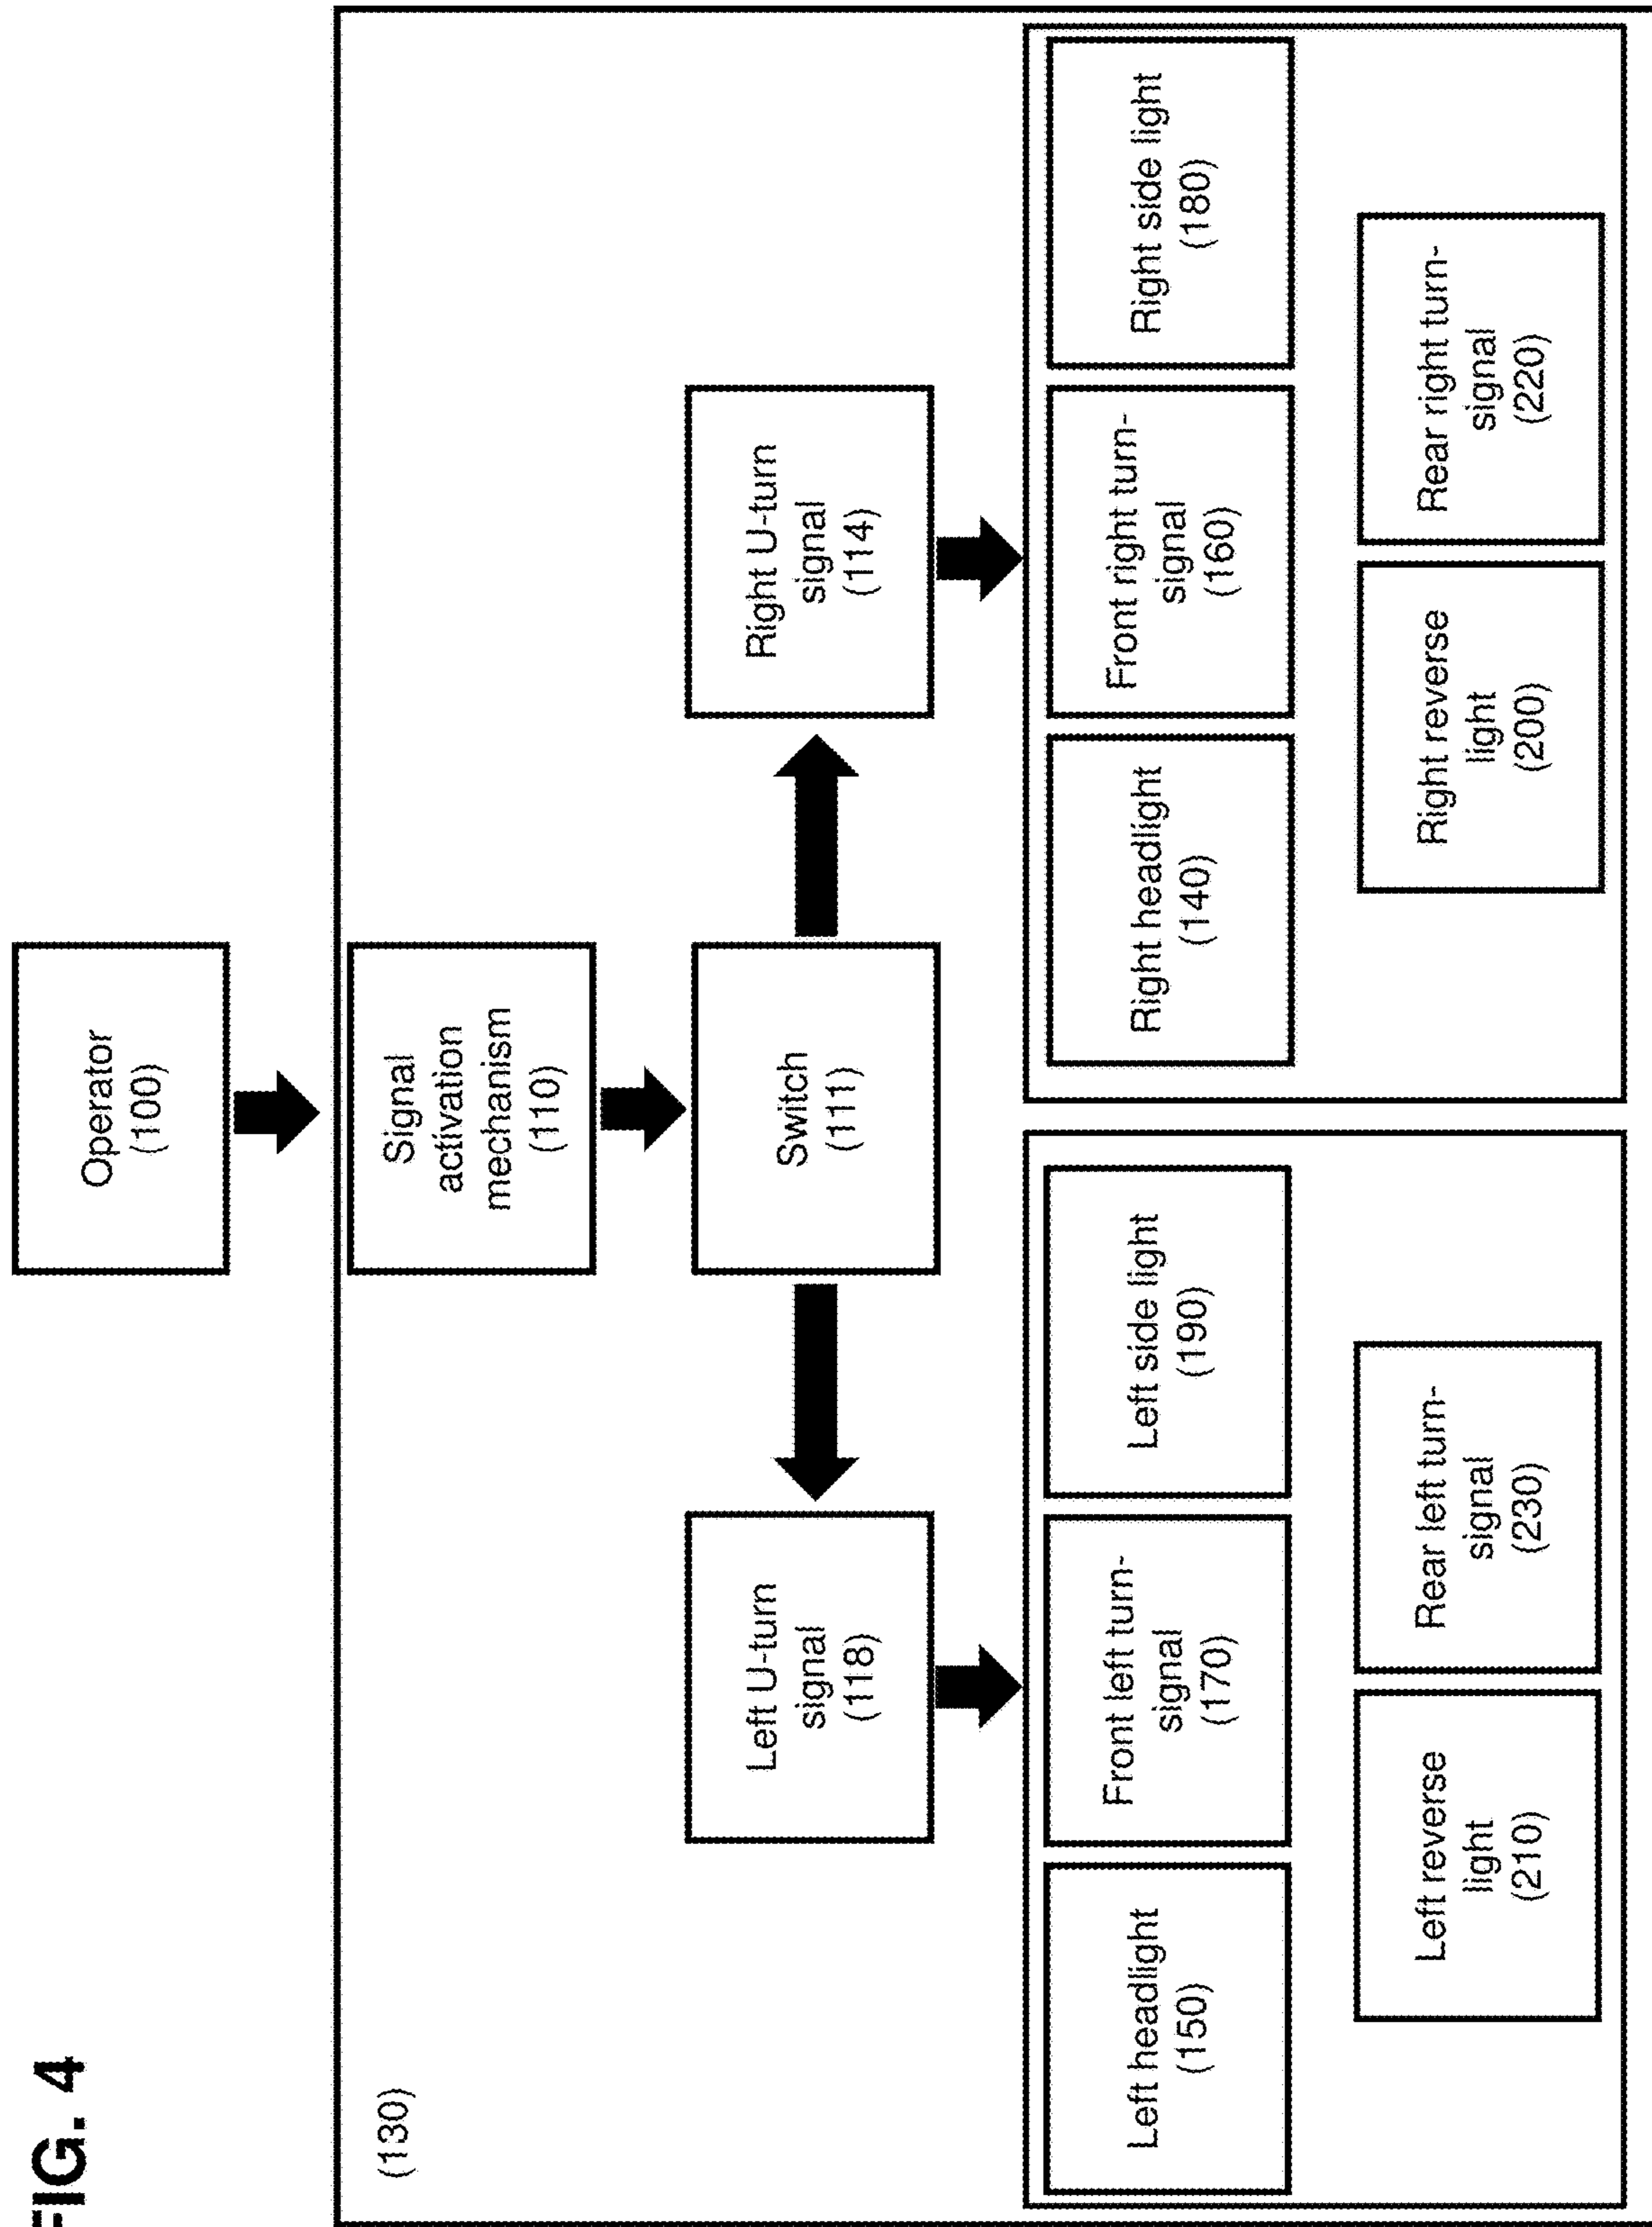 FIG. 4
Operator
(100)
(130)
Signal
activation
mechanism
(110)
Switch
(111)
Left U-turn
signal
(118)
Right U-turn
signal
(114)
Left headlight
(150)
Front left turn-
signal
(170)
Left side light
(190)
Left reverse
light
(210)
Rear left turn-
signal
(230)
Right headlight
(140)
Front right turn-
signal
(160)
Right side light
(180)
Right reverse
light
(200)
Rear right turn-
signal
(220)